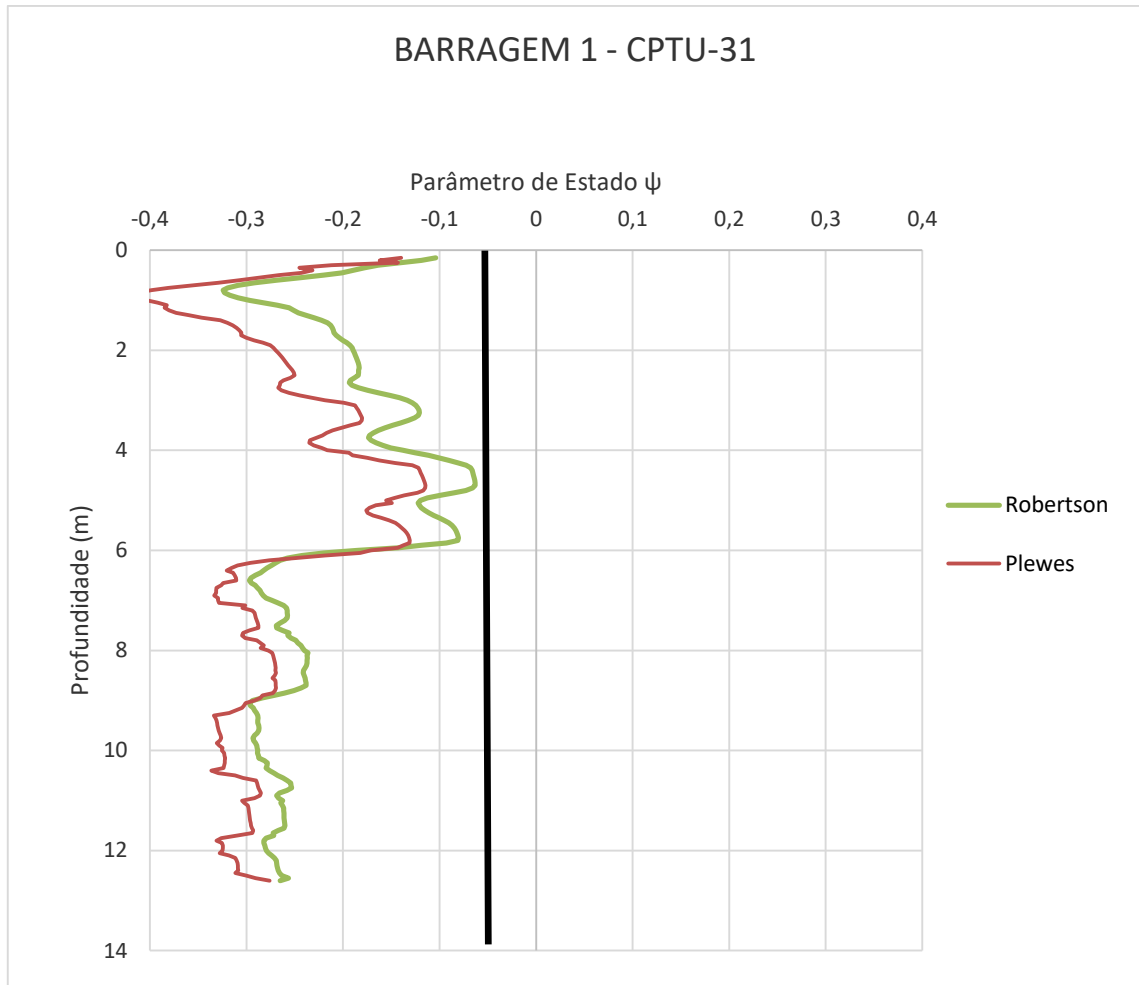 BARRAGEM 1 - CPTU-31
Parâmetro de Estado ψ
-0,4 -0,3 -0,2 -0,1 0 0,1 0,2 0,3 0,4
0
2
4
6
8
10
12
14
Profundidade (m)
Robertson
Plewes